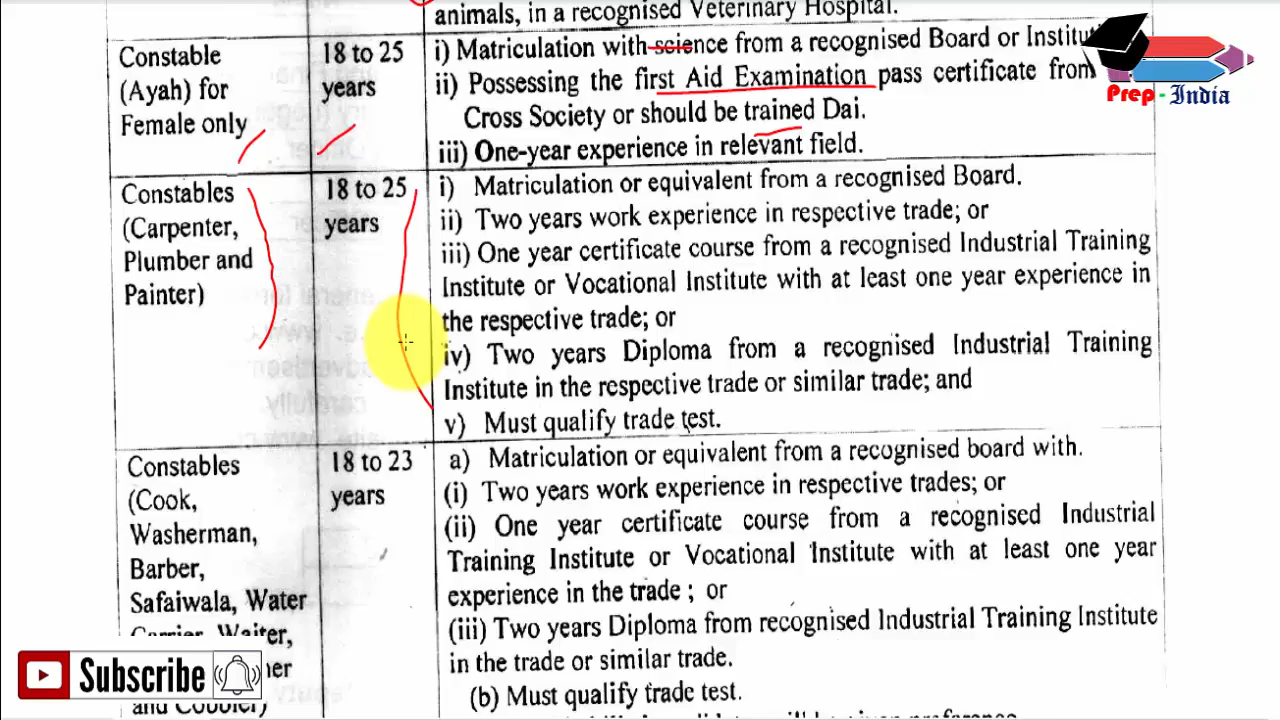 animals, in a recognised Veterinary Hospital.
Constable
(Ayah) for
Female only
18 to 25
years
i) Matriculation with science from a recognised Board or
ii) Possessing the first Aid Examination pass certificate from
Cross Society or should be trained Dai.
iii) One-year experience in relevant field.
Prep - India
Constables
(Carpenter,
Plumber and
Painter)
18 to 25
years
i) Matriculation or equivalent from a recognised Board.
ii) Two years work experience in respective trade; or
iii) One year certificate course from a recognised Industrial Training
Institute or Vocational Institute with at least one year experience in
the respective trade; or
iv) Two years Diploma from a recognised Industrial Training
Institute in the respective trade or similar trade; and
v) Must qualify trade test.
Constables
(Cook,
Washerman,
Barber,
Safaiwala, Water
Carrier, Waiter,
and Cobbler)
18 to 23
years
a) Matriculation or equivalent from a recognised board with.
(i) Two years work experience in respective trades; or
(ii) One year certificate course from a recognised Industrial
Training Institute or Vocational Institute with at least one year
experience in the trade ; or
(iii) Two years Diploma from recognised Industrial Training Institute
in the trade or similar trade.
(b) Must qualify trade test.
will be given preference
Subscribe